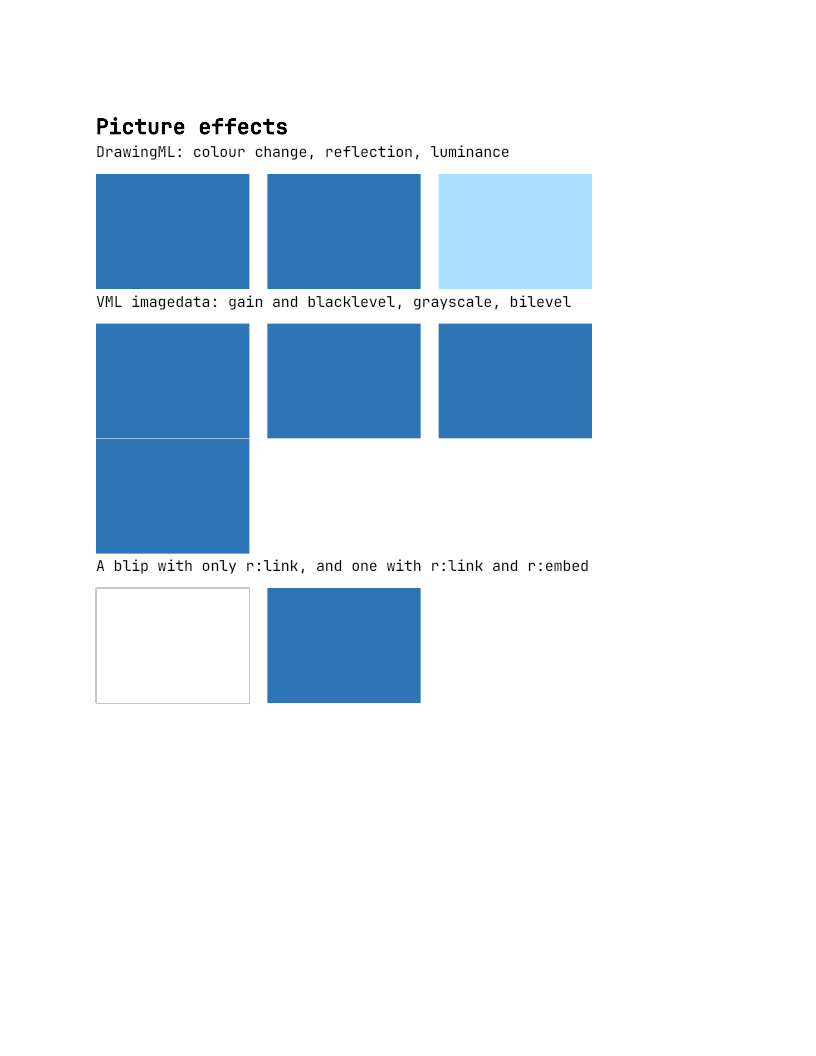 Picture effects
DrawingML: colour change, reflection, luminance
VML imagedata: gain and blacklevel, grayscale, bilevel
A blip with only r:link, and one with r:link and r:embed